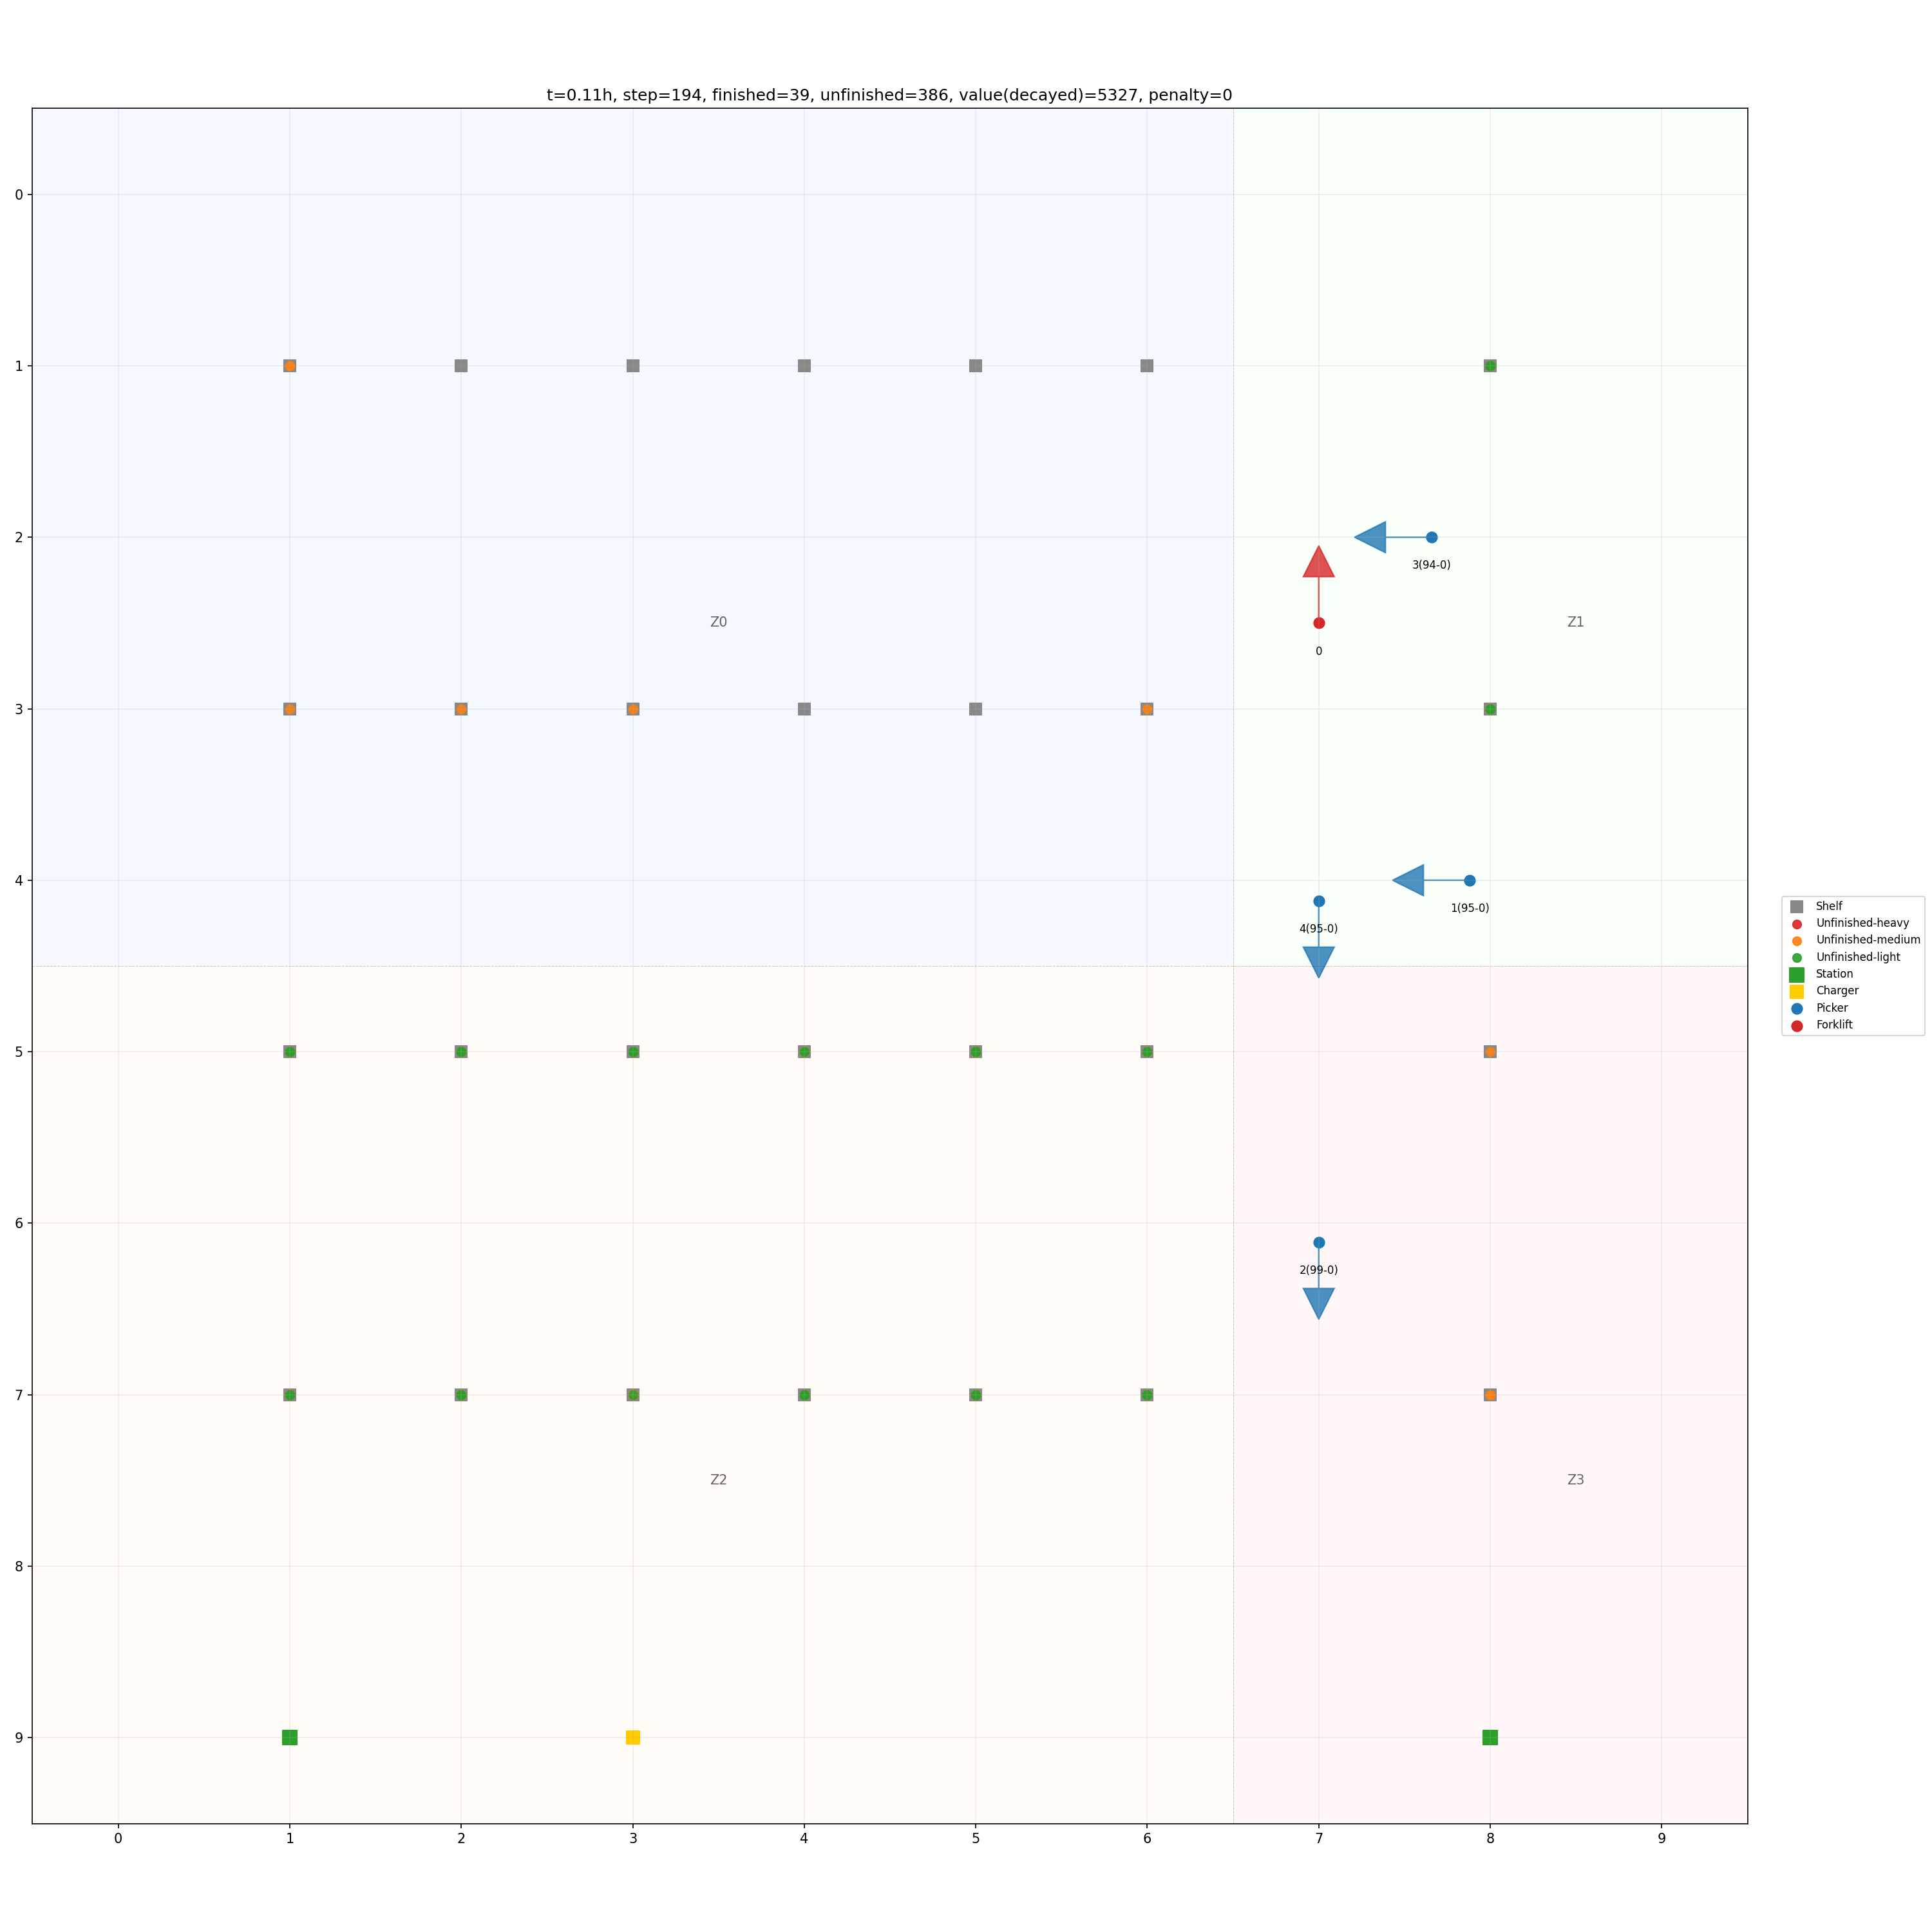 t=0.11h, step=194, finished=39, unfinished=386, value(decayed)=5327, penalty=0
0
1
2
3(94-0)
Z0
Z1
0
3
4
1(95-0)
4(95-0)
Shelf
Unfinished-heavy
Unfinished-medium
Unfinished-light
Station
Charger
Picker
Forklift
5
6
2(99-0)
7
Z2
Z3
8
9
0 1 2 3 4 5 6 7 8 9